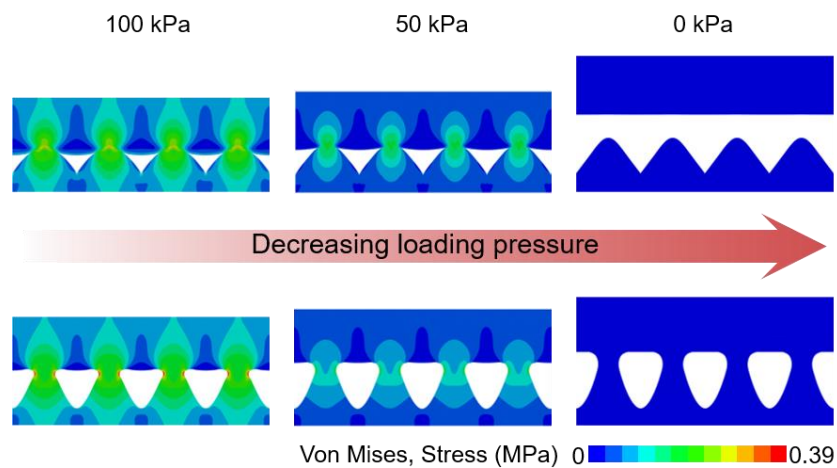 100 kPa 50 kPa 0 kPa
Decreasing loading pressure
Von Mises, Stress (MPa) 0 0.39